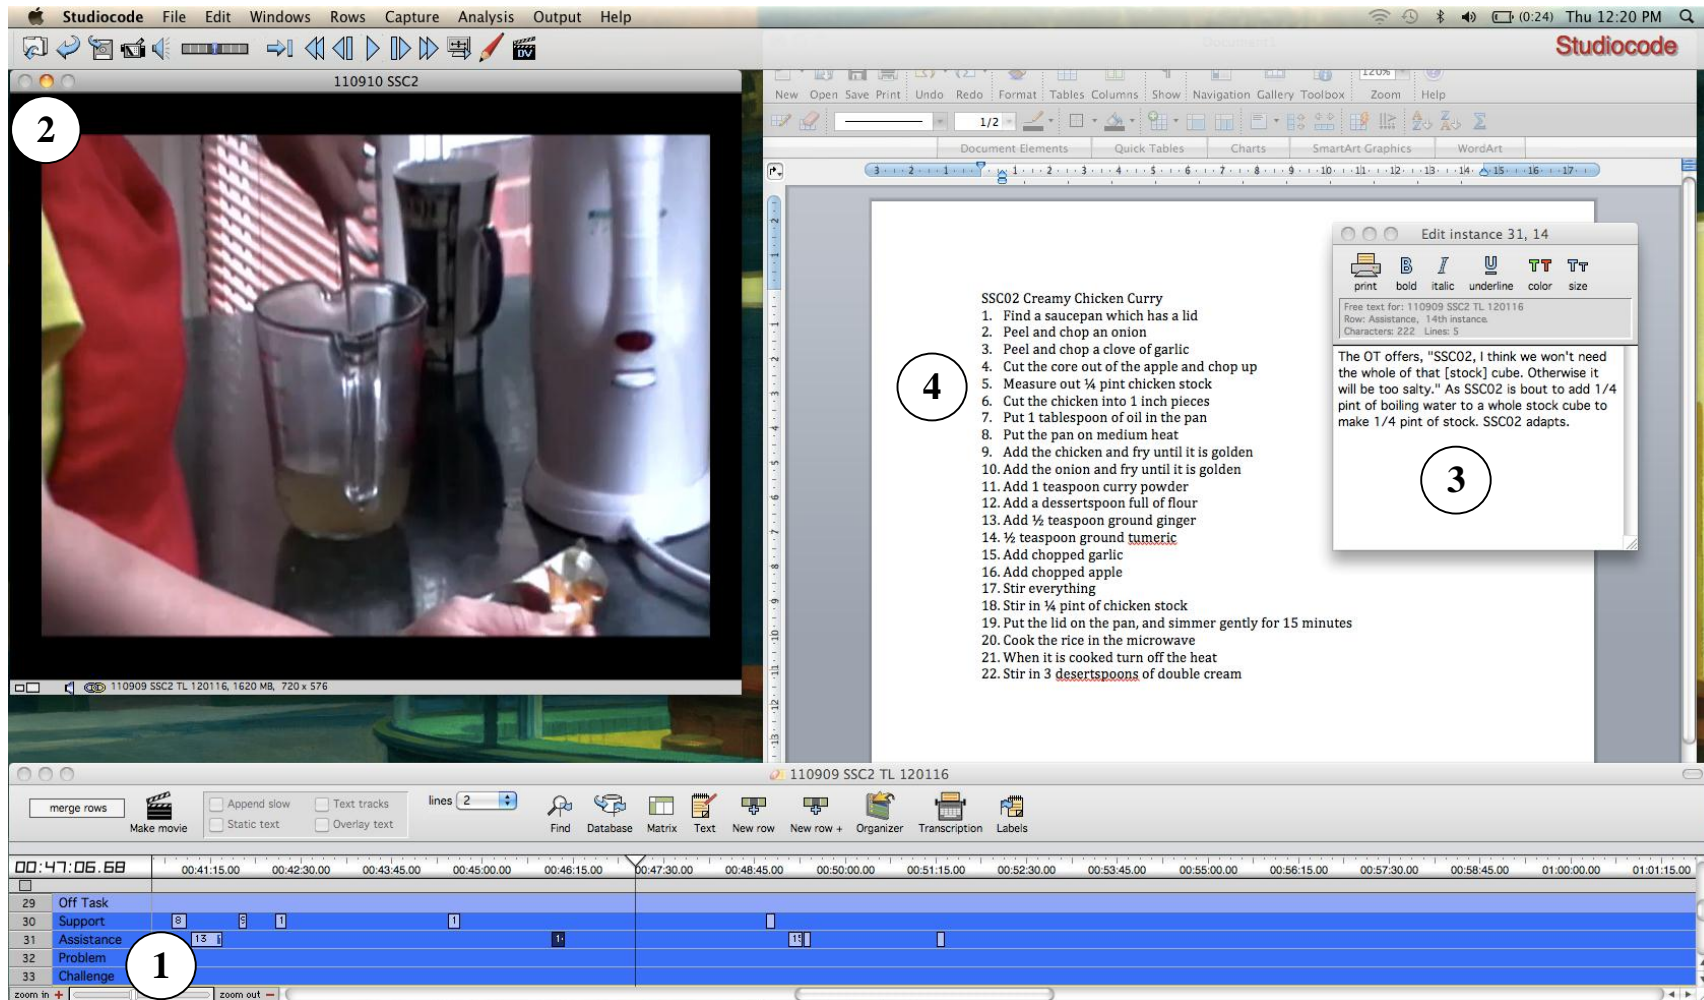 Studiocode File Edit Windows Rows Capture Analysis Output Help
(0:24) Thu 12:20 PM
Studiocode
DV
110910 SSC2
2
120%
New Open Save Print Undo Redo Format Tables Columns Show Navigation Gallery Toolbox Zoom Help
1/2
Document Elements Quick Tables Charts SmartArt Graphics WordArt
SSC02 Creamy Chicken Curry
1. Find a saucepan which has a lid
2. Peel and chop an onion
3. Peel and chop a clove of garlic
4. Cut the core out of the apple and chop up
5. Measure out ¼ pint chicken stock
6. Cut the chicken into 1 inch pieces
7. Put 1 tablespoon of oil in the pan
8. Put the pan on medium heat
9. Add the chicken and fry until it is golden
10. Add the onion and fry until it is golden
11. Add 1 teaspoon curry powder
12. Add a dessertspoon full of flour
13. Add ½ teaspoon ground ginger
14. ½ teaspoon ground tumeric
15. Add chopped garlic
16. Add chopped apple
17. Stir everything
18. Stir in ¼ pint of chicken stock
19. Put the lid on the pan, and simmer gently for 15 minutes
20. Cook the rice in the microwave
21. When it is cooked turn off the heat
22. Stir in 3 desertspoons of double cream
4
Edit instance 31, 14
print bold italic underline color size
Free text for: 110909 SSC2 TL 120116
Row: Assistance, 14th instance.
Characters: 222 Lines: 5
The OT offers, "SSC02, I think we won't need
the whole of that [stock] cube. Otherwise it
will be too salty." As SSC02 is bout to add 1/4
pint of boiling water to a whole stock cube to
make 1/4 pint of stock. SSC02 adapts.
3
110909 SSC2 TL 120116, 1620 MB, 720 x 576
110909 SSC2 TL 120116
merge rows
Make movie
Append slow Text tracks
Static text Overlay text
lines 2
Find Database Matrix Text New row New row + Organizer Transcription Labels
00:47:06.68
00:41:15.00 00:42:30.00 00:43:45.00 00:45:00.00 00:46:15.00 00:47:30.00 00:48:45.00 00:50:00.00 00:51:15.00 00:52:30.00 00:53:45.00 00:55:00.00 00:56:15.00 00:57:30.00 00:58:45.00 01:00:00.00 01:01:15.00
29 Off Task
30 Support 8 9 1 1
31 Assistance 13 1 15
32 Problem
33 Challenge
1
zoom in + zoom out −